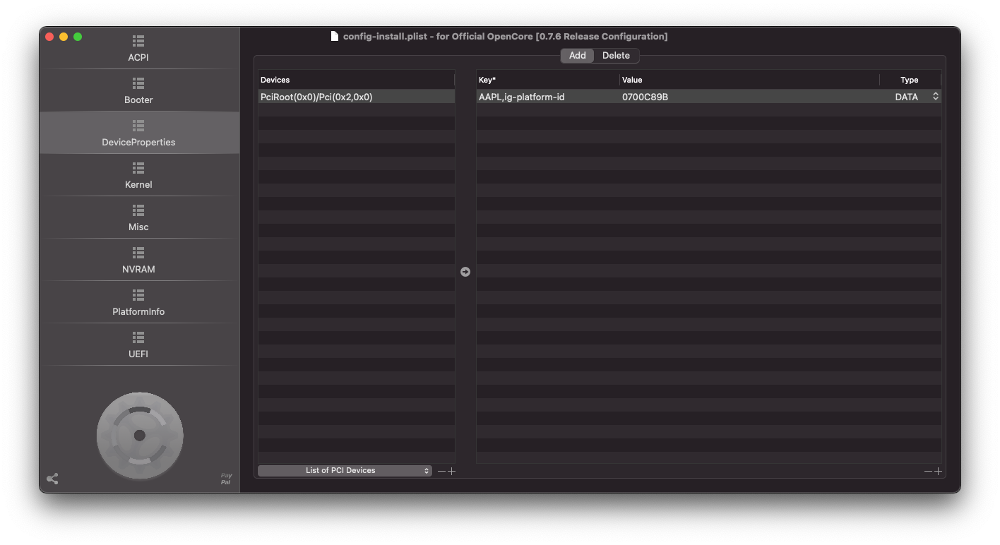 config-install.plist - for Official OpenCore [0.7.6 Release Configuration]
ACPI
Booter
DeviceProperties
Kernel
Misc
NVRAM
PlatformInfo
UEFI
Pay
Pal
Add Delete
Devices
PciRoot(0x0)/Pci(0x2,0x0)
List of PCI Devices
Key* Value Type
AAPL,ig-platform-id 0700C89B DATA